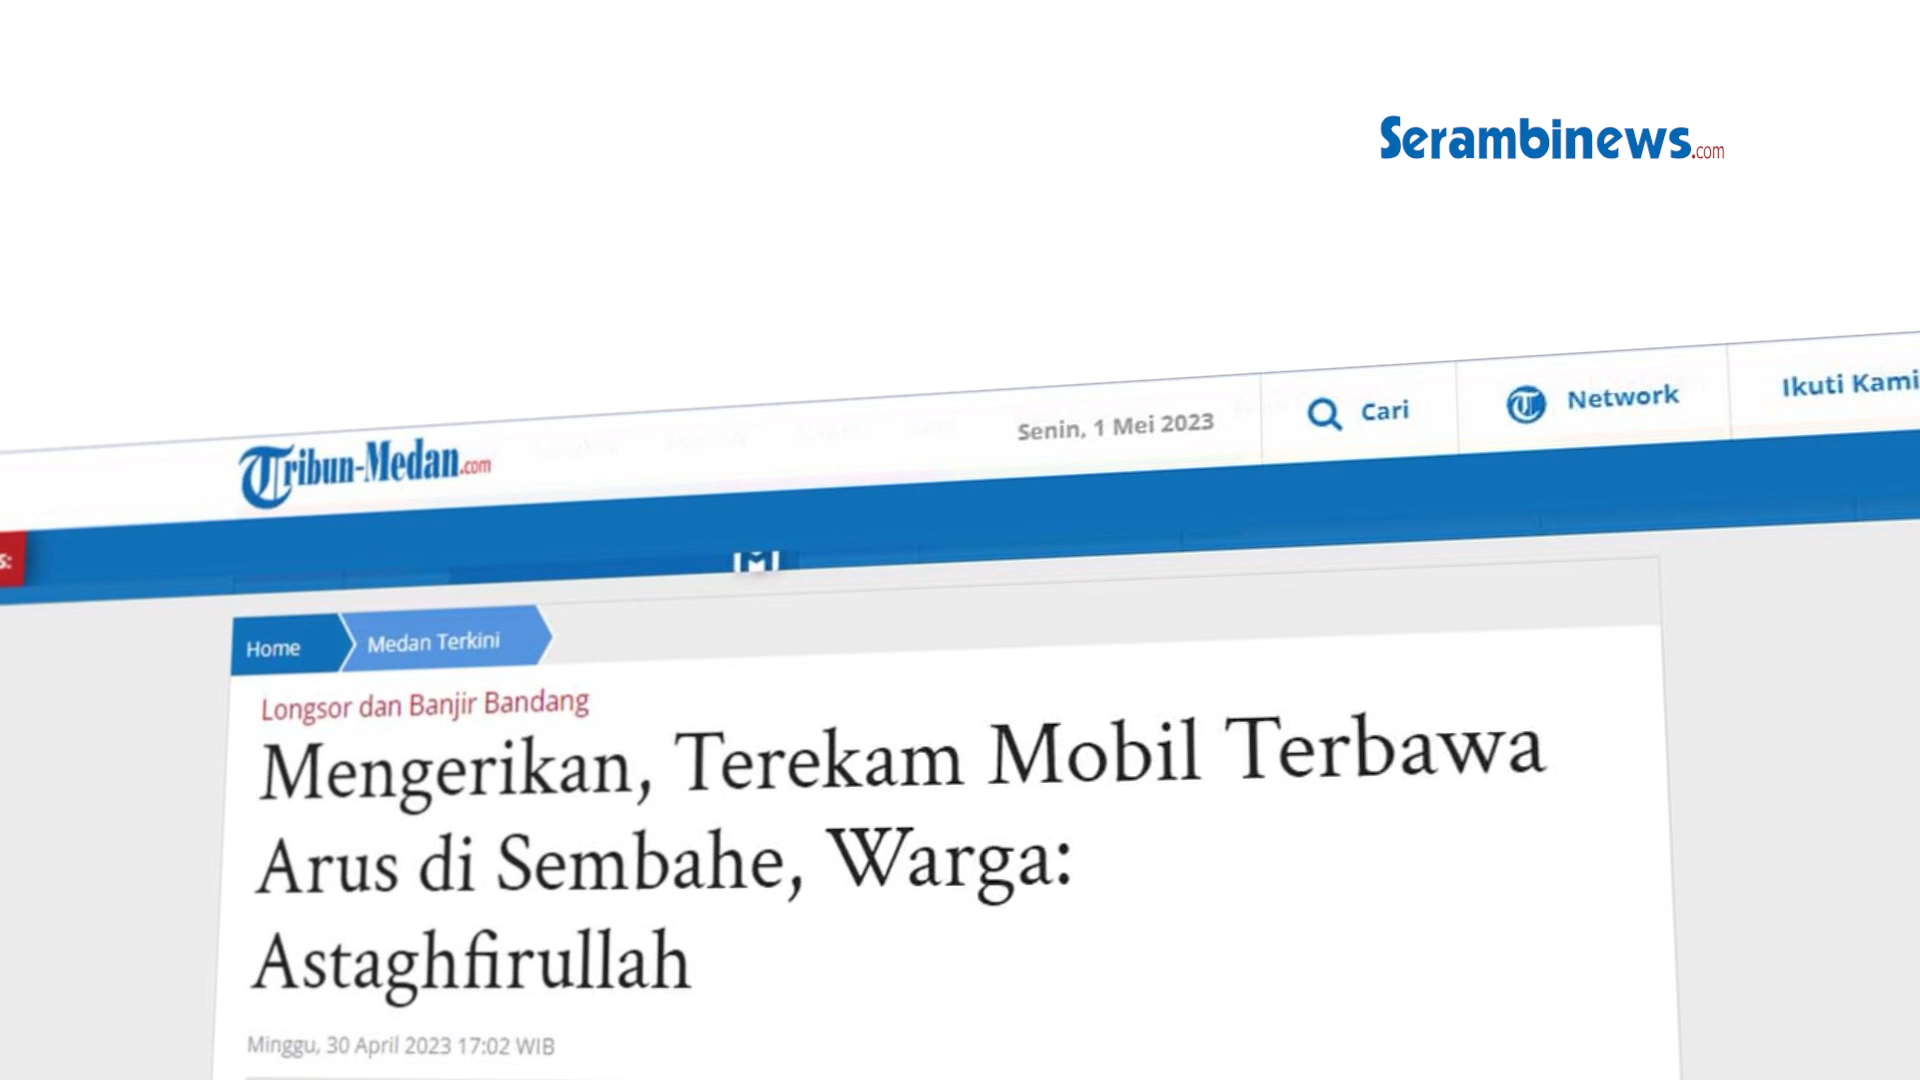 Serambinews.com
Tribun-Medan.com
Senin, 1 Mei 2023
Cari
Network
Ikuti Kami
s:
Home
Medan Terkini
Longsor dan Banjir Bandang
Mengerikan, Terekam Mobil Terbawa
Arus di Sembahe, Warga:
Astaghfirullah
Minggu, 30 April 2023 17:02 WIB